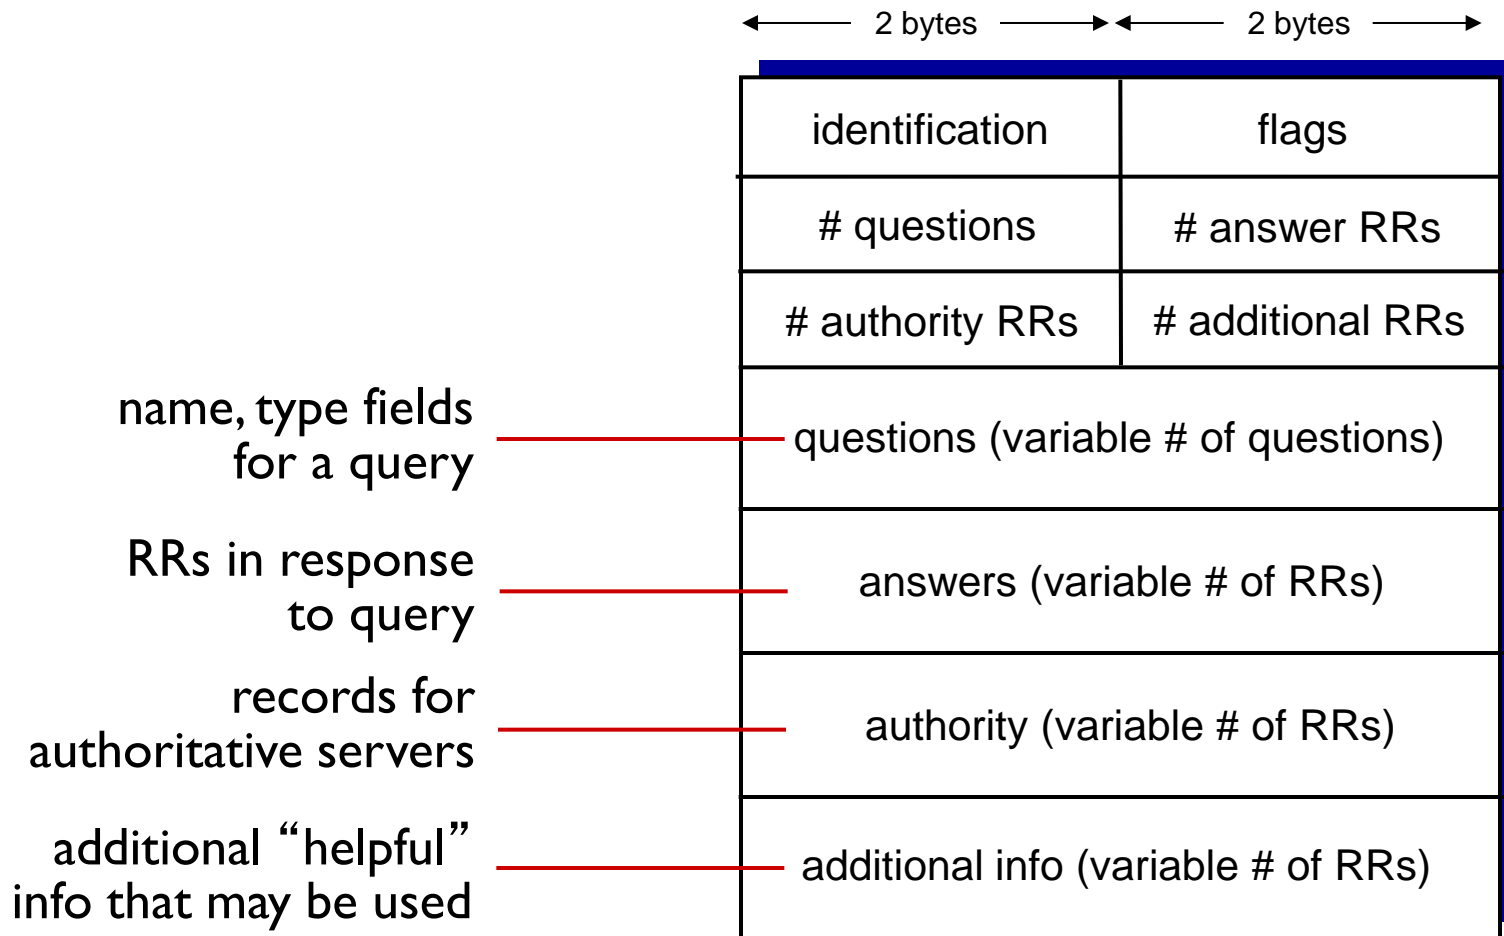 2 bytes 2 bytes
identification flags
# questions # answer RRs
# authority RRs # additional RRs
name, type fields
for a query
questions (variable # of questions)
RRs in response
to query
answers (variable # of RRs)
records for
authoritative servers
authority (variable # of RRs)
additional “helpful”
info that may be used
additional info (variable # of RRs)